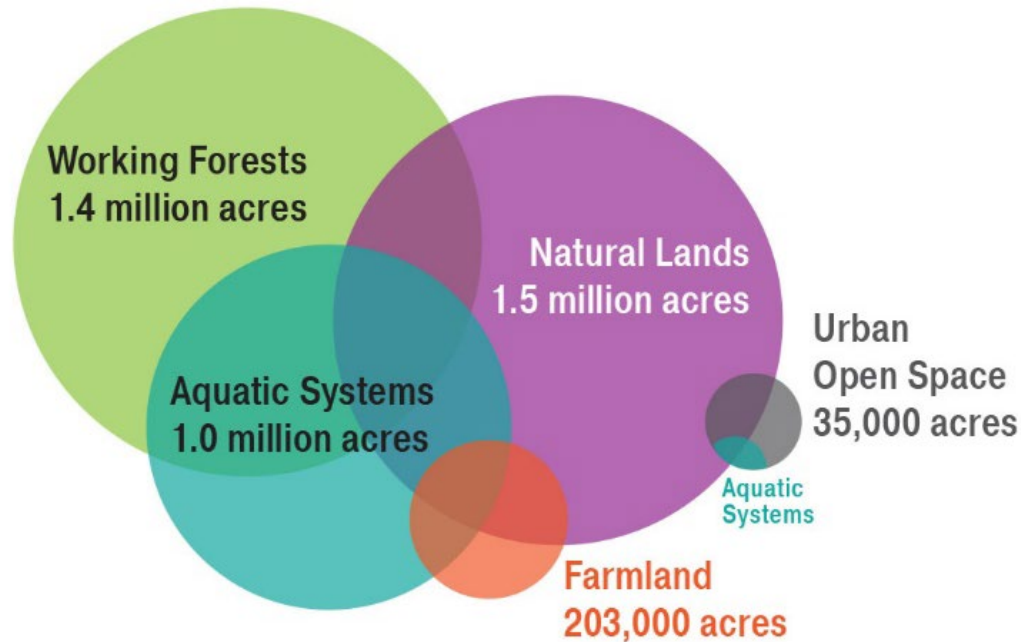 Working Forests
1.4 million acres
Natural Lands
1.5 million acres
Urban
Open Space
35,000 acres
Aquatic Systems
1.0 million acres
Aquatic
Systems
Farmland
203,000 acres